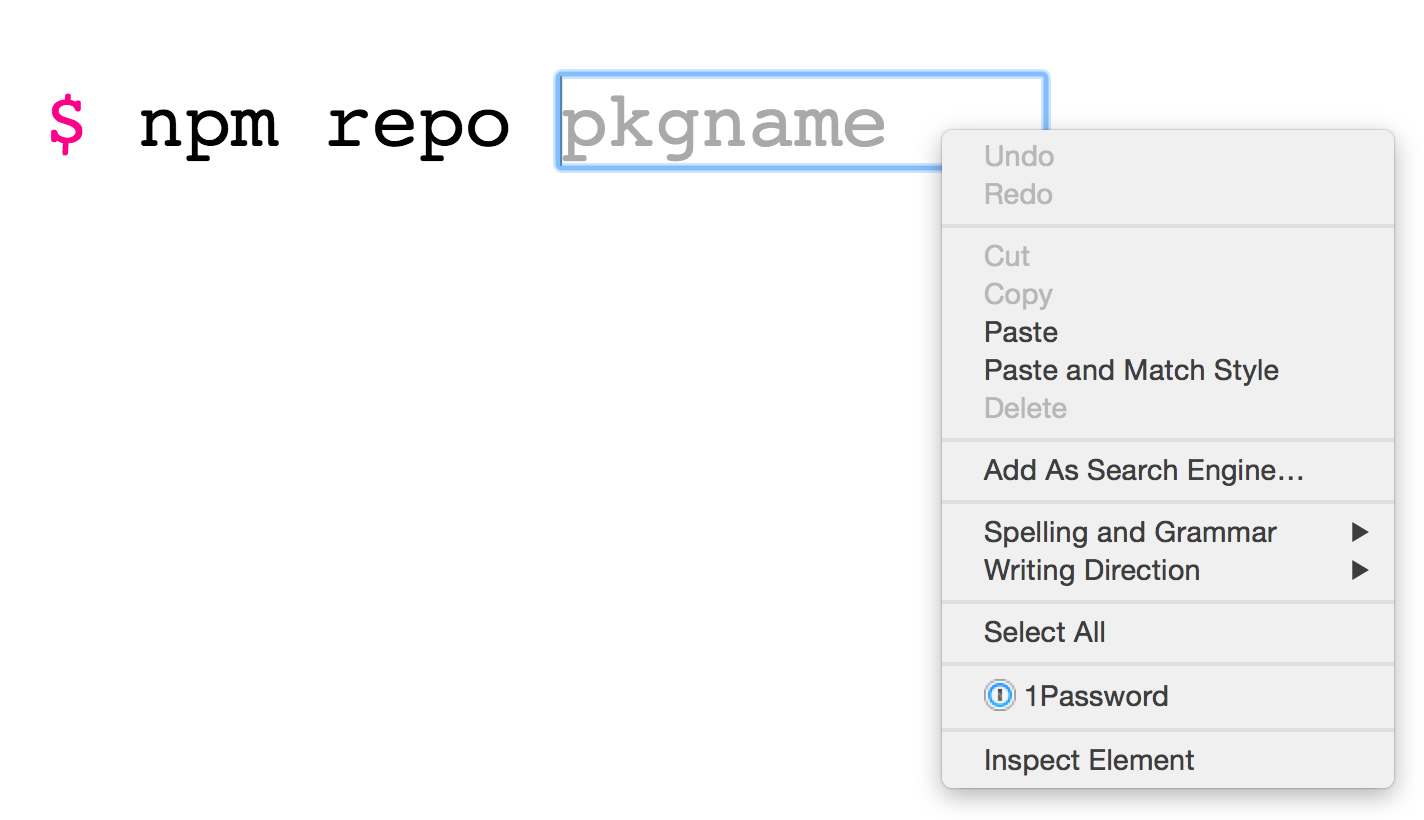 $ npm repo pkgname
Undo
Redo
Cut
Copy
Paste
Paste and Match Style
Delete
Add As Search Engine…
Spelling and Grammar
Writing Direction
Select All
1Password
Inspect Element